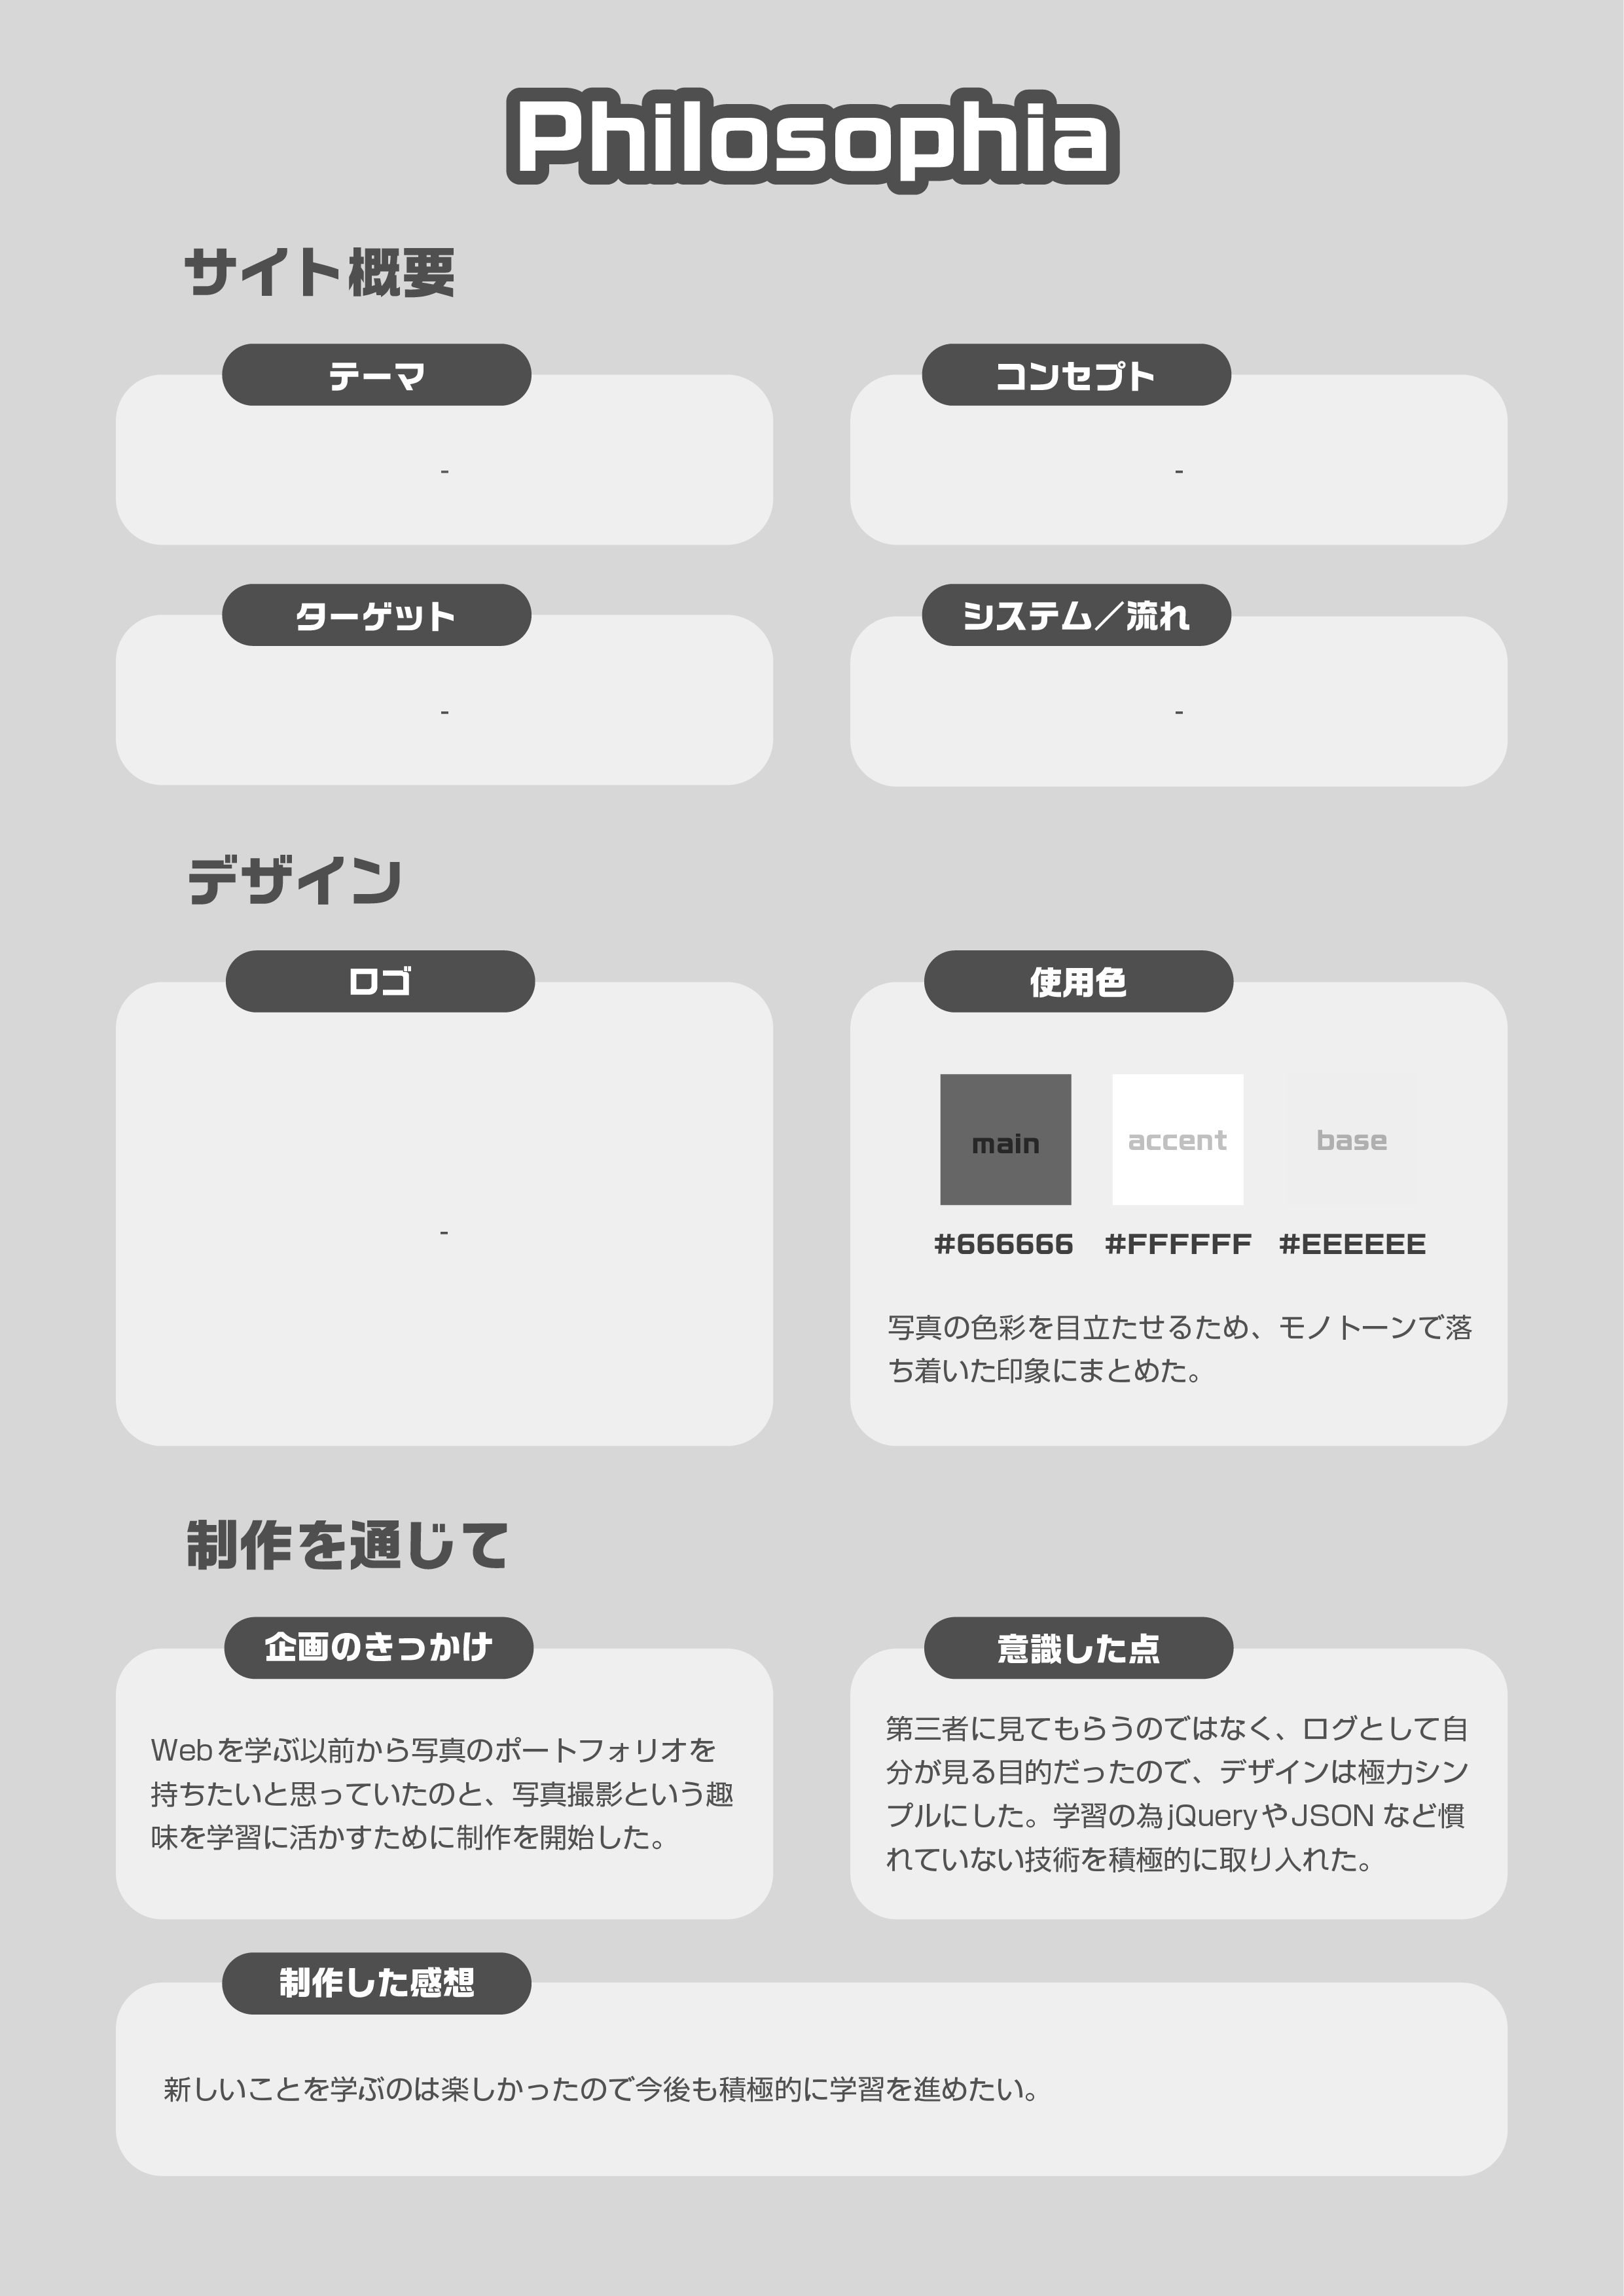 Philosophia
サイト概要
テーマ
-
コンセプト
-
ターゲット
-
システム／流れ
-
デザイン
ロゴ
-
使用色
main
accent
base
#666666
#FFFFFF
#EEEEEE
写真の色彩を目立たせるため、モノトーンで落
ち着いた印象にまとめた。
制作を通じて
企画のきっかけ
Webを学ぶ以前から写真のポートフォリオを
持ちたいと思っていたのと、写真撮影という趣
味を学習に活かすために制作を開始した。
意識した点
第三者に見てもらうのではなく、ログとして自
分が見る目的だったので、デザインは極力シン
プルにした。学習の為jQueryやJSONなど慣
れていない技術を積極的に取り入れた。
制作した感想
新しいことを学ぶのは楽しかったので今後も積極的に学習を進めたい。